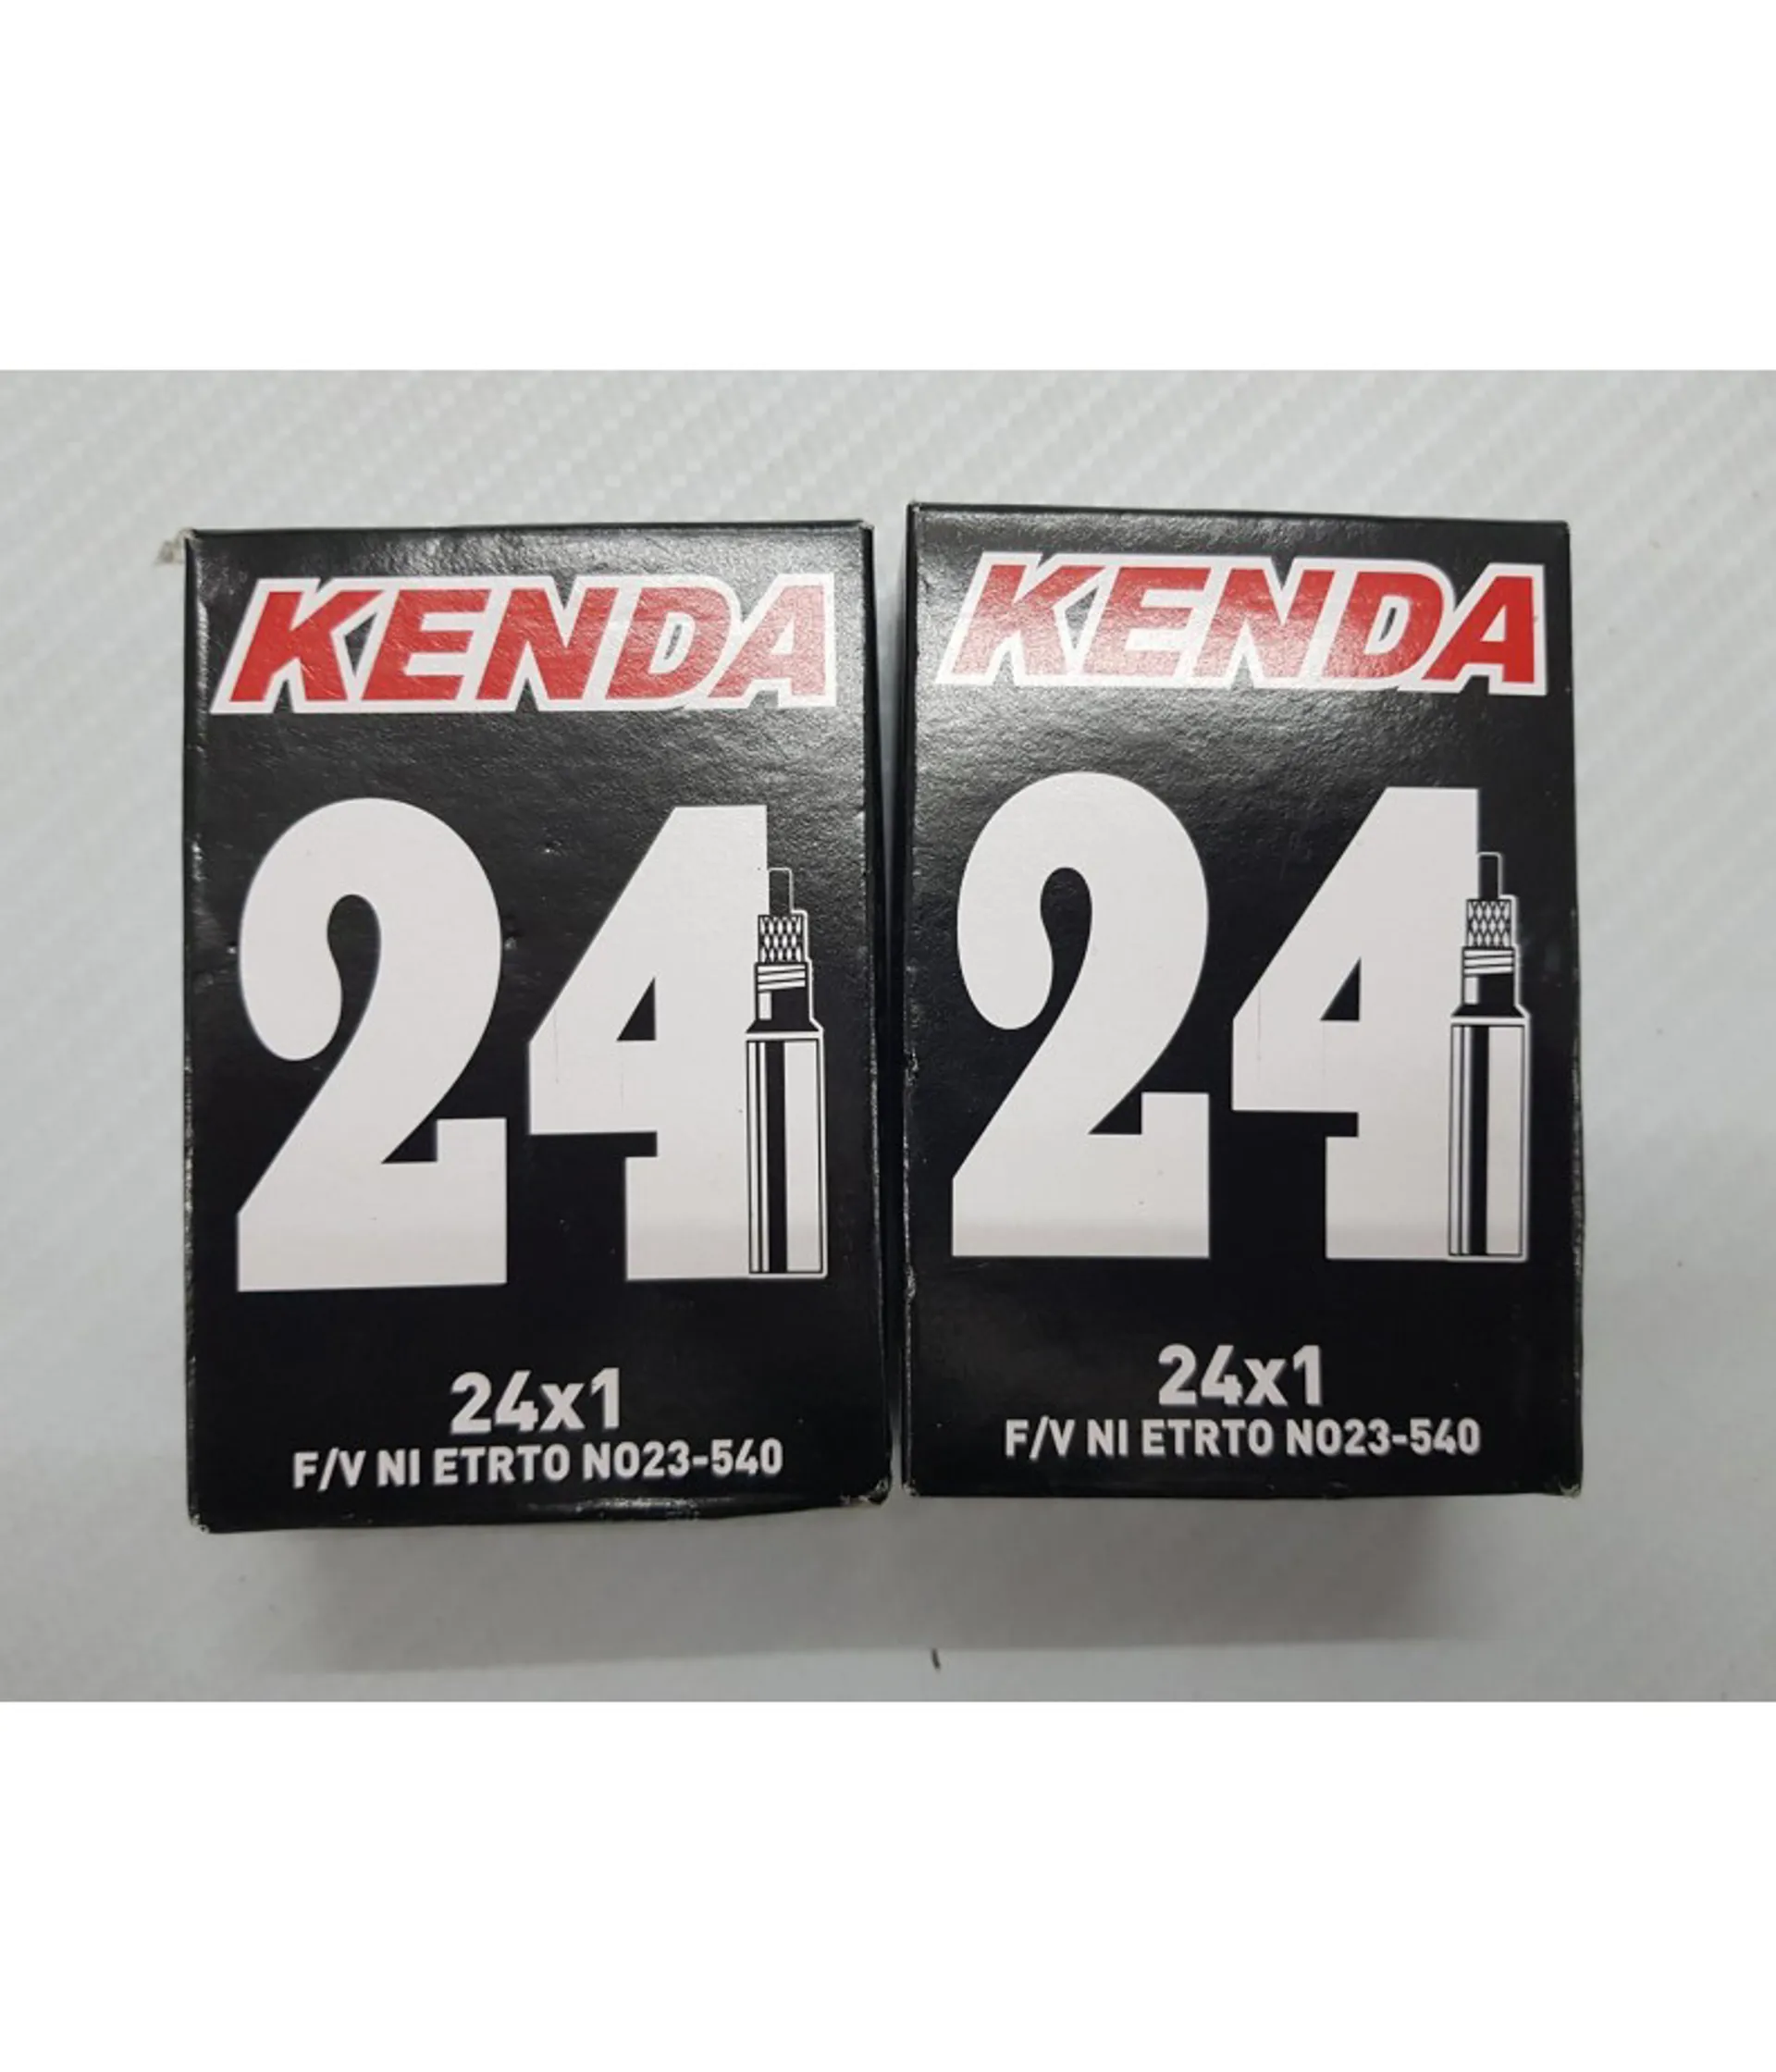 KENDA
24
24x1
F/V NI ETRTO NO23-540
KENDA
24
24x1
F/V NI ETRTO NO23-540